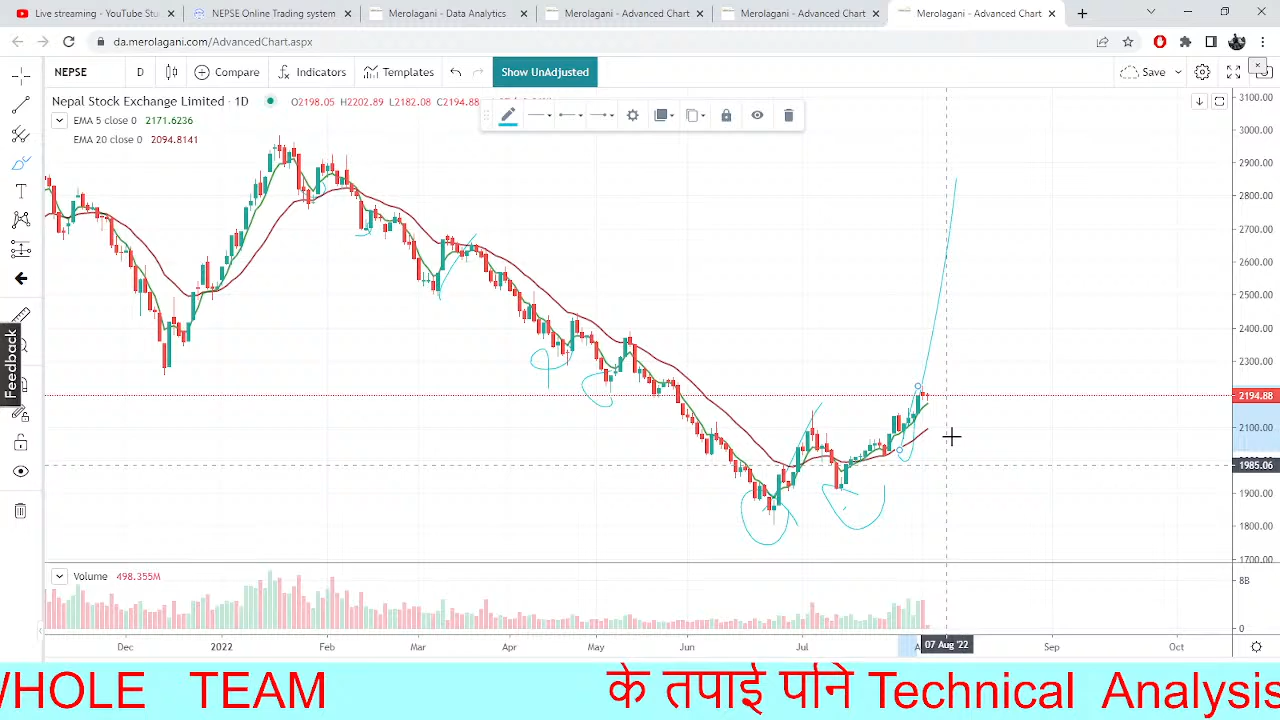 Live streaming - YouTube Stu
NEPSE Online Trading system
Merolagani - Data Analytics
Merolagani - Advanced Chart
Merolagani - Advanced Chart
Merolagani - Advanced Chart
da.merolagani.com/AdvancedChart.aspx
NEPSE D Compare Indicators Templates Show UnAdjusted Save
Nepal Stock Exchange Limited · 1D O2198.05 H2202.89 L2182.08 C2194.88
EMA 5 close 0 2171.6236
EMA 20 close 0 2094.8141
3100.00
3000.00
2900.00
2800.00
2700.00
2600.00
2500.00
2400.00
2300.00
2194.88
2100.00
1985.06
1900.00
1800.00
1700.00
Feedback
Volume 498.355M
8B
0
Dec 2022 Feb Mar Apr May Jun Jul 07 Aug '22 Sep Oct
WHOLE TEAM के तपाई पनि Technical Analysis